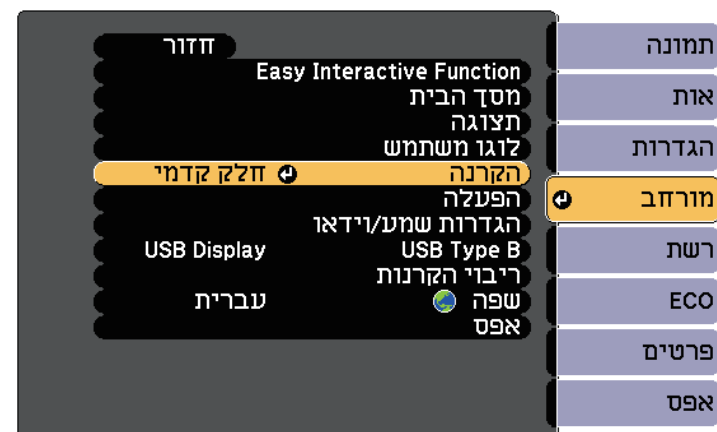 תמונה
אות
הגדרות
מורחב
רשת
ECO
פרטים
אפס
חזור
Easy Interactive Function
מסך הבית
תצוגה
לוגו משתמש
הקרנה חלק קדמי
הפעלה
הגדרות שמע/וידאו
USB Type B USB Display
ריבוי הקרנות
שפה עברית
אפס